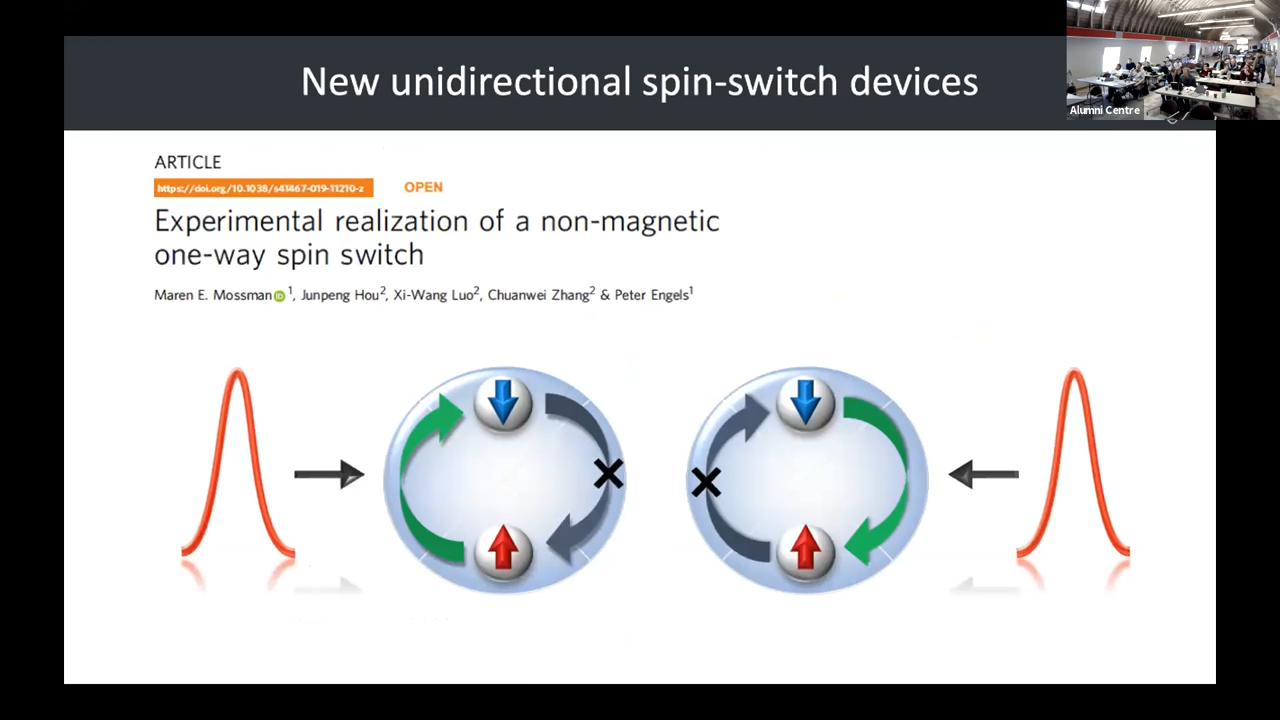 New unidirectional spin-switch devices
Alumni Centre
ARTICLE
https://doi.org/10.1038/s41467-019-11210-z
OPEN
Experimental realization of a non-magnetic
one-way spin switch
Maren E. Mossman iD 1, Junpeng Hou2, Xi-Wang Luo2, Chuanwei Zhang2 & Peter Engels1